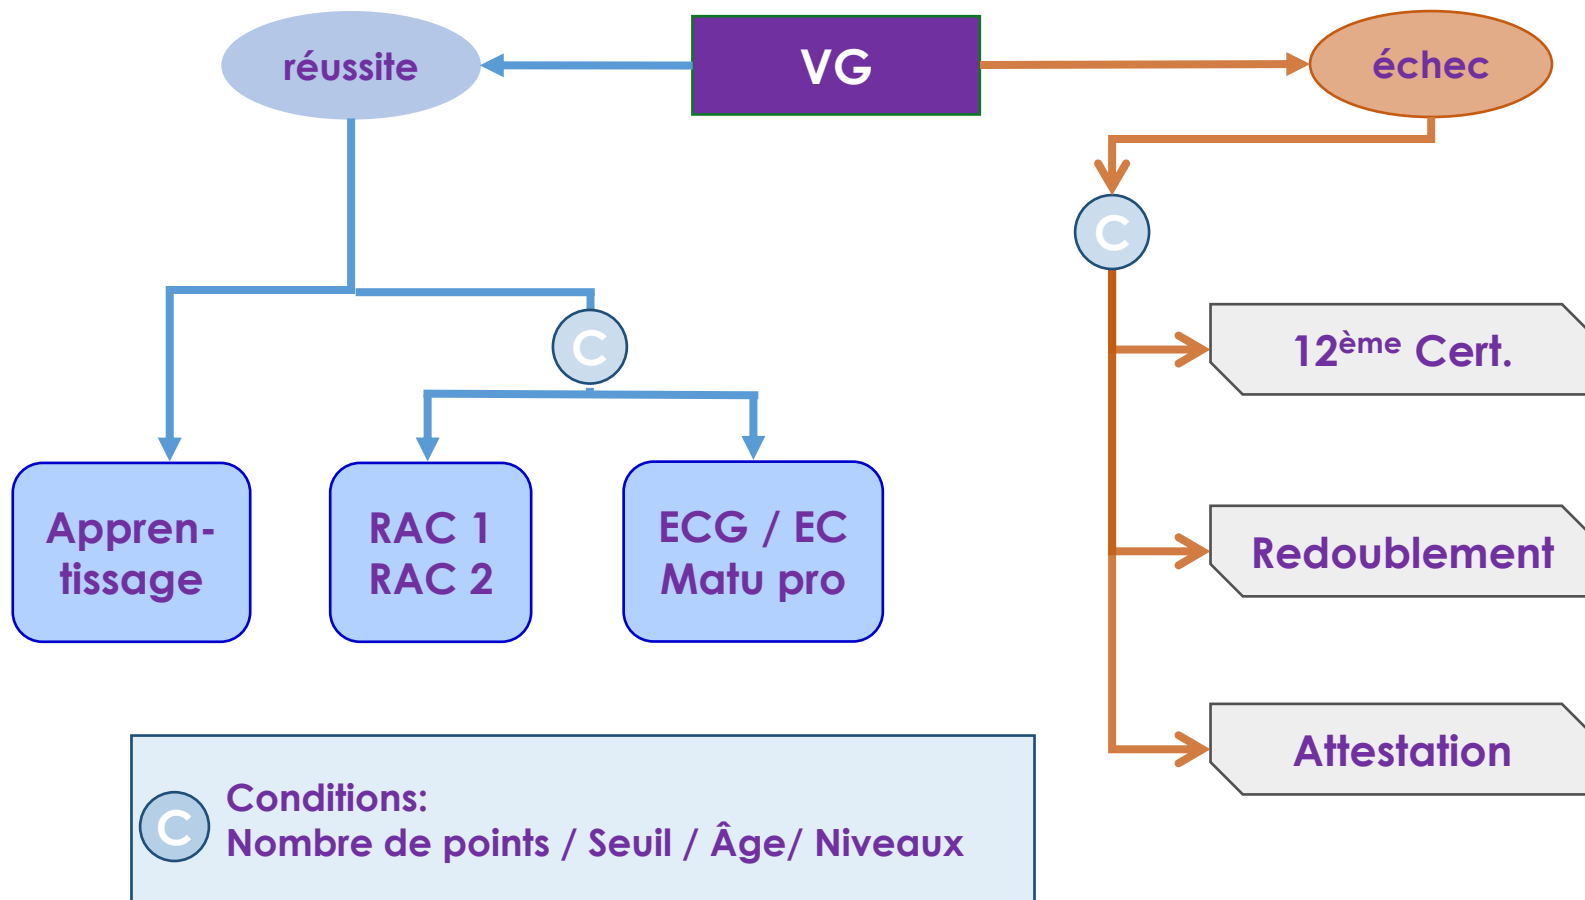 réussite
VG
échec
C
C
12ème Cert.
Appren-
tissage
RAC 1
RAC 2
ECG / EC
Matu pro
Redoublement
Attestation
C
Conditions:
Nombre de points / Seuil / Âge/ Niveaux